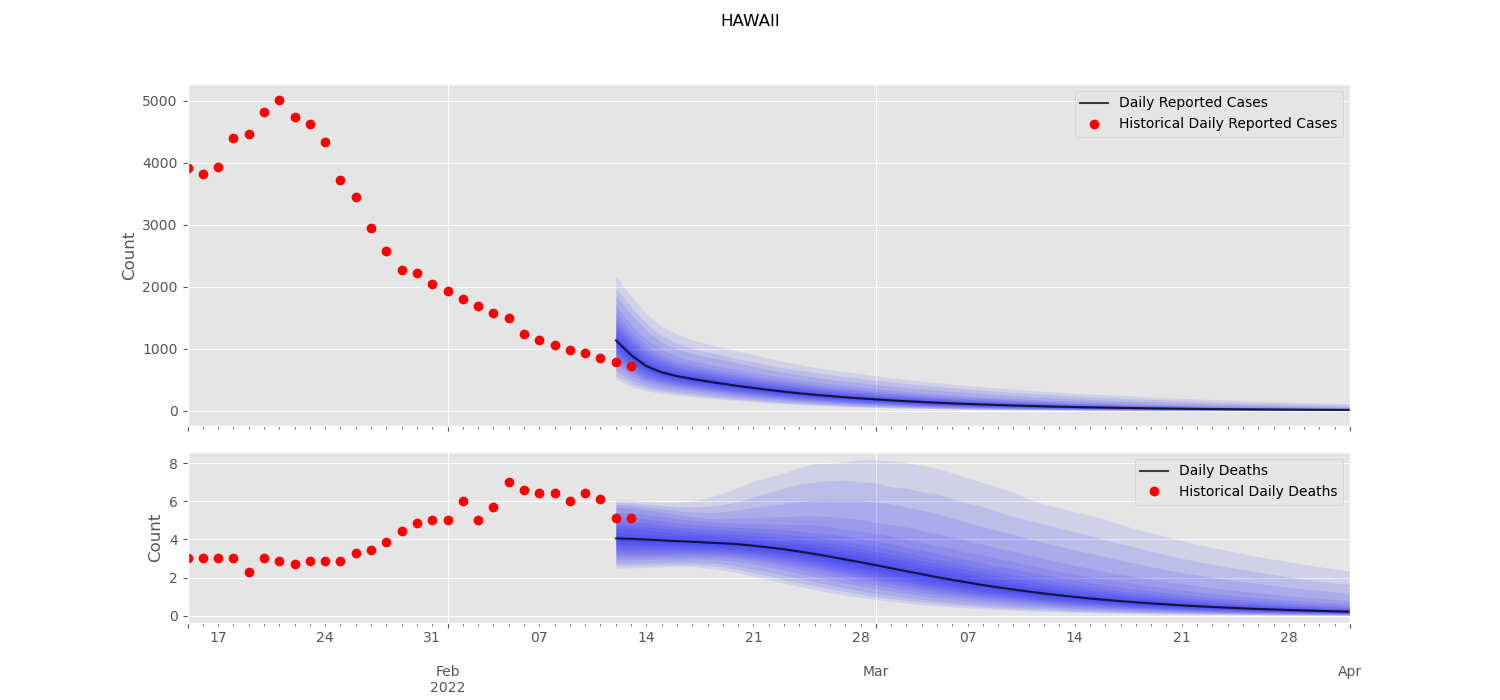 HAWAII
5000
4000
3000
2000
1000
0
Count
Daily Reported Cases
Historical Daily Reported Cases
8
6
4
2
0
Count
Daily Deaths
Historical Daily Deaths
17 24 31 07 14 21 28 07 14 21 28
Feb Mar Apr
2022